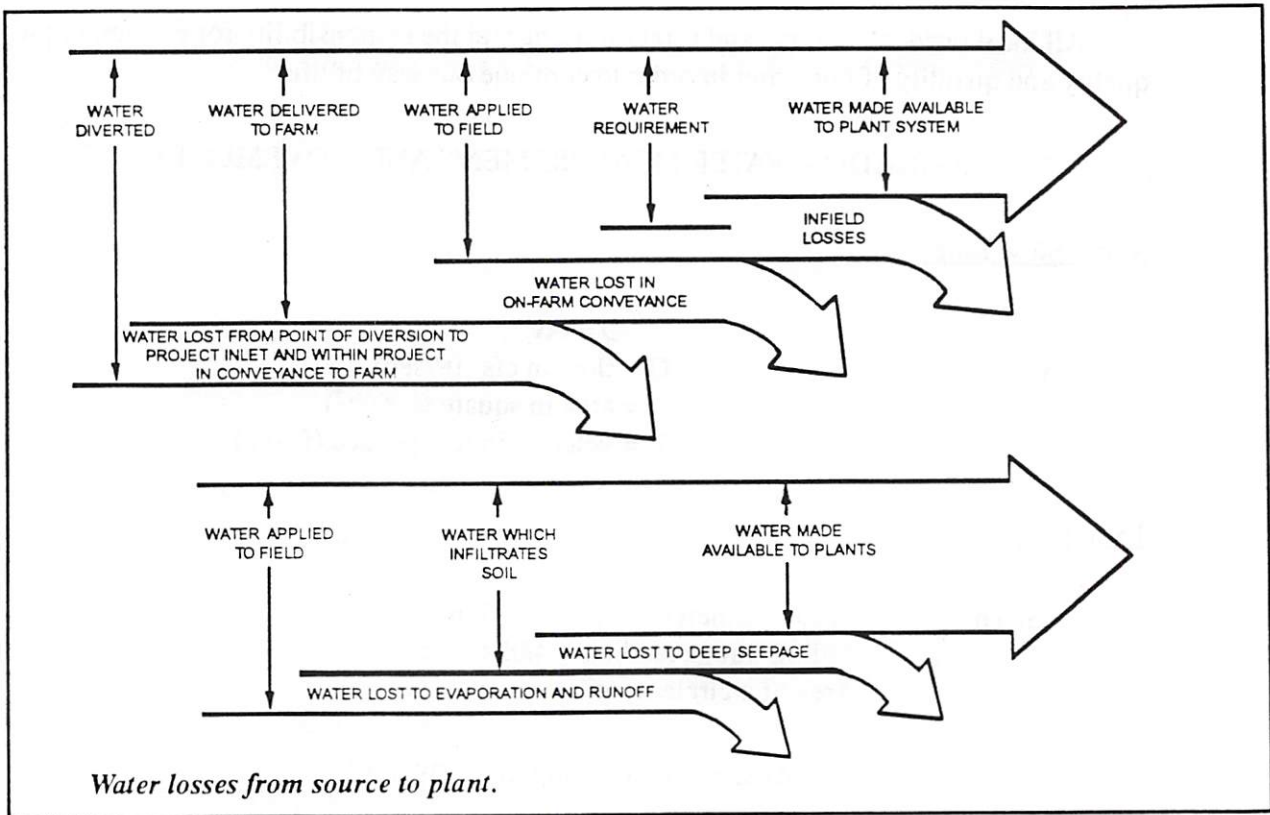 WATER
DIVERTED
WATER DELIVERED
TO FARM
WATER APPLIED
TO FIELD
WATER
REQUIREMENT
WATER MADE AVAILABLE
TO PLANT SYSTEM
INFIELD
LOSSES
WATER LOST IN
ON-FARM CONVEYANCE
WATER LOST FROM POINT OF DIVERSION TO
PROJECT INLET AND WITHIN PROJECT
IN CONVEYANCE TO FARM
WATER APPLIED
TO FIELD
WATER WHICH
INFILTRATES
SOIL
WATER MADE
AVAILABLE TO PLANTS
WATER LOST TO DEEP SEEPAGE
WATER LOST TO EVAPORATION AND RUNOFF
Water losses from source to plant.